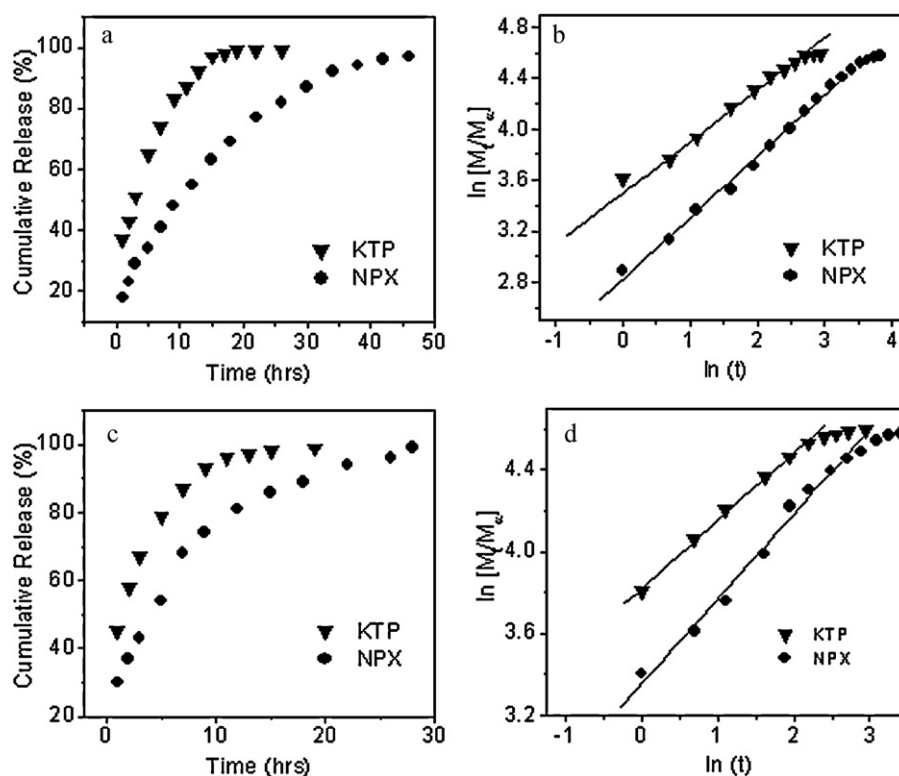 a
Cumulative Release (%)
100
80
60
40
20
KTP
NPX
0 10 20 30 40 50
Time (hrs)
b
ln [Mt/Mα]
4.8
4.4
4.0
3.6
3.2
2.8
KTP
NPX
-1 0 1 2 3 4
ln (t)
c
Cumulative Release (%)
100
80
60
40
20
KTP
NPX
0 10 20 30
Time (hrs)
d
ln [Mt/Mα]
4.4
4.0
3.6
3.2
KTP
NPX
-1 0 1 2 3
ln (t)